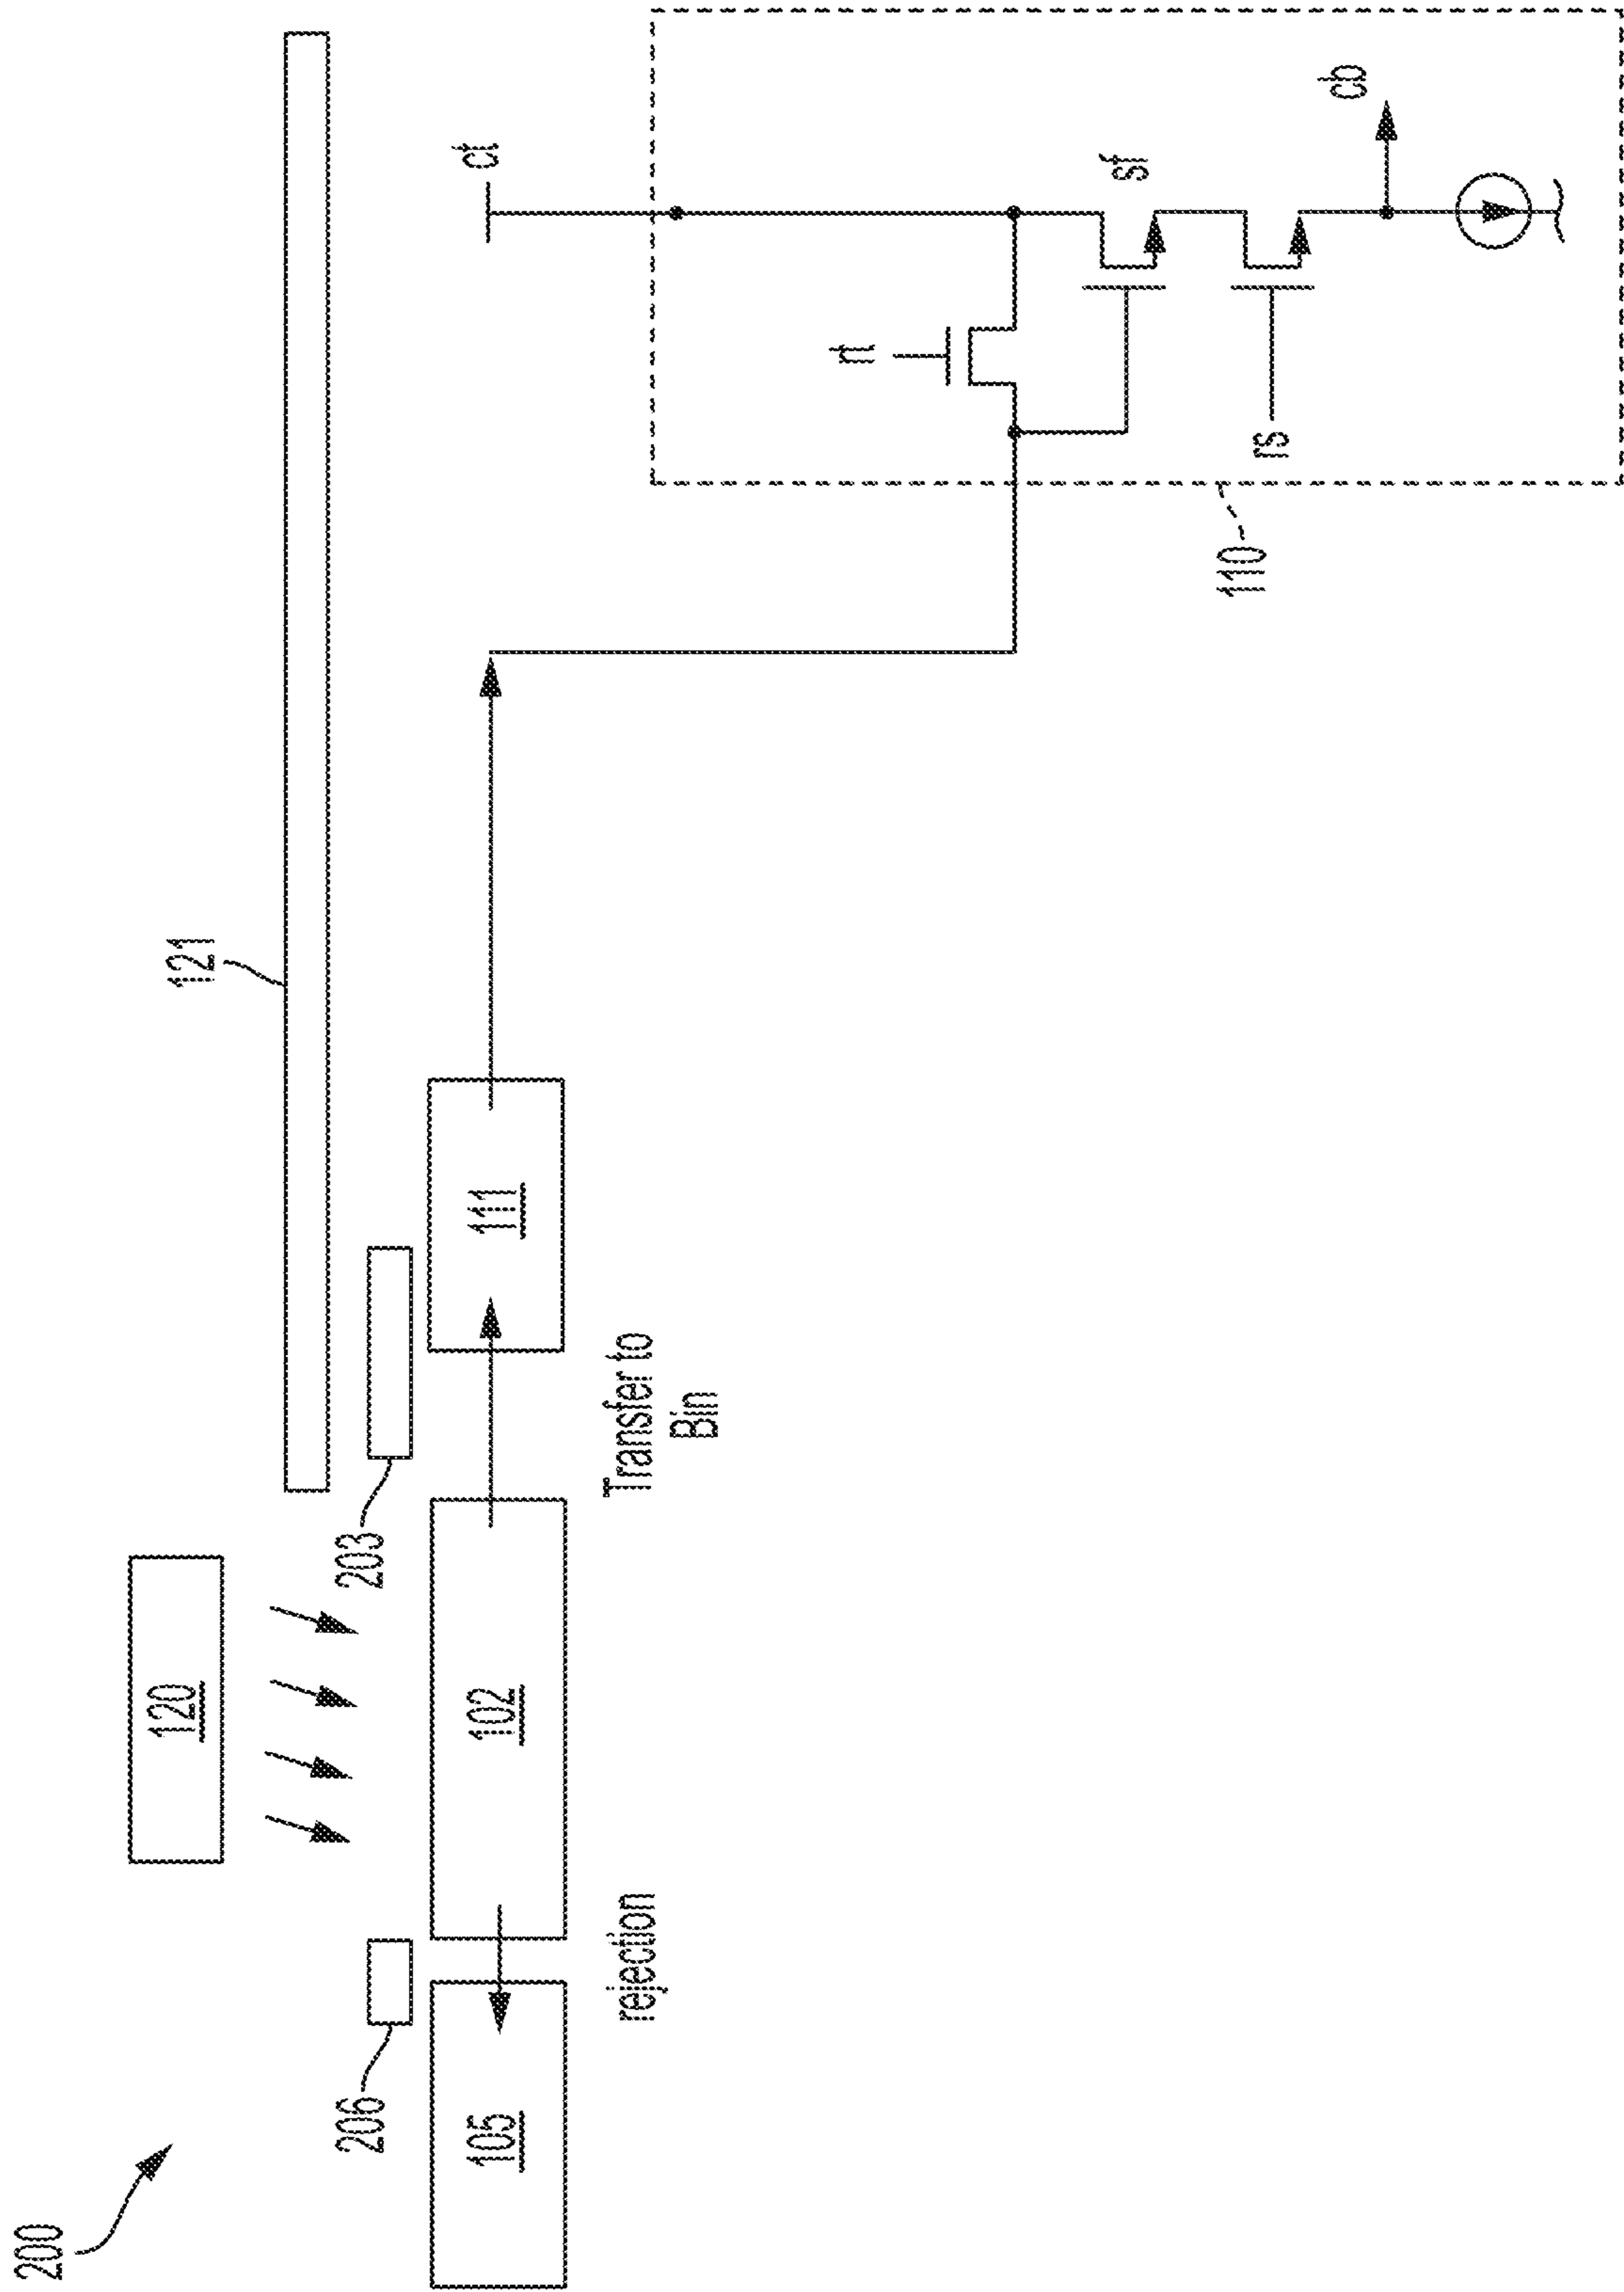 200
120
121
206
203
ct
105
102
111
rejection
Transfer to
Bin
rt
sf
110
rs
cb